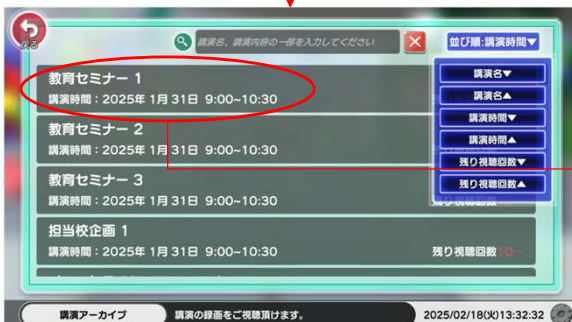 戻る
講演名、講演内容の一部を入力してください
並び順:講演時間▼
教育セミナー 1
講演時間：2025年 1月 31日 9:00~10:30
教育セミナー 2
講演時間：2025年 1月 31日 9:00~10:30
教育セミナー 3
講演時間：2025年 1月 31日 9:00~10:30
担当校企画 1
講演時間：2025年 1月 31日 9:00~10:30
残り視聴回数10
講演名▼
講演名▲
講演時間▼
講演時間▲
残り視聴回数▼
残り視聴回数▲
講演アーカイブ
講演の録画をご視聴頂けます。
2025/02/18(火)13:32:32